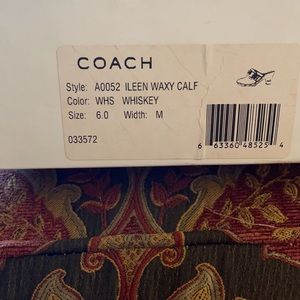 COACH
Style: A0052 ILEEN WAXY CALF
Color: WHS WHISKEY
Size: 6.0 Width: M
033572
6 63360 48525 4